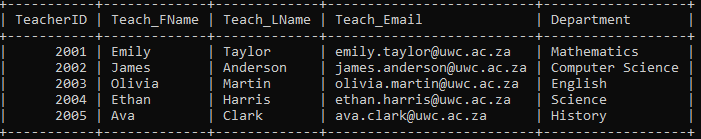 +-----------+-------------+-------------+--------------------------+------------------+
| TeacherID | Teach_FName | Teach_LName | Teach_Email              | Department       |
+-----------+-------------+-------------+--------------------------+------------------+
|      2001 | Emily       | Taylor      | emily.taylor@uwc.ac.za   | Mathematics      |
|      2002 | James       | Anderson    | james.anderson@uwc.ac.za | Computer Science |
|      2003 | Olivia      | Martin      | olivia.martin@uwc.ac.za  | English          |
|      2004 | Ethan       | Harris      | ethan.harris@uwc.ac.za   | Science          |
|      2005 | Ava         | Clark       | ava.clark@uwc.ac.za      | History          |
+-----------+-------------+-------------+--------------------------+------------------+